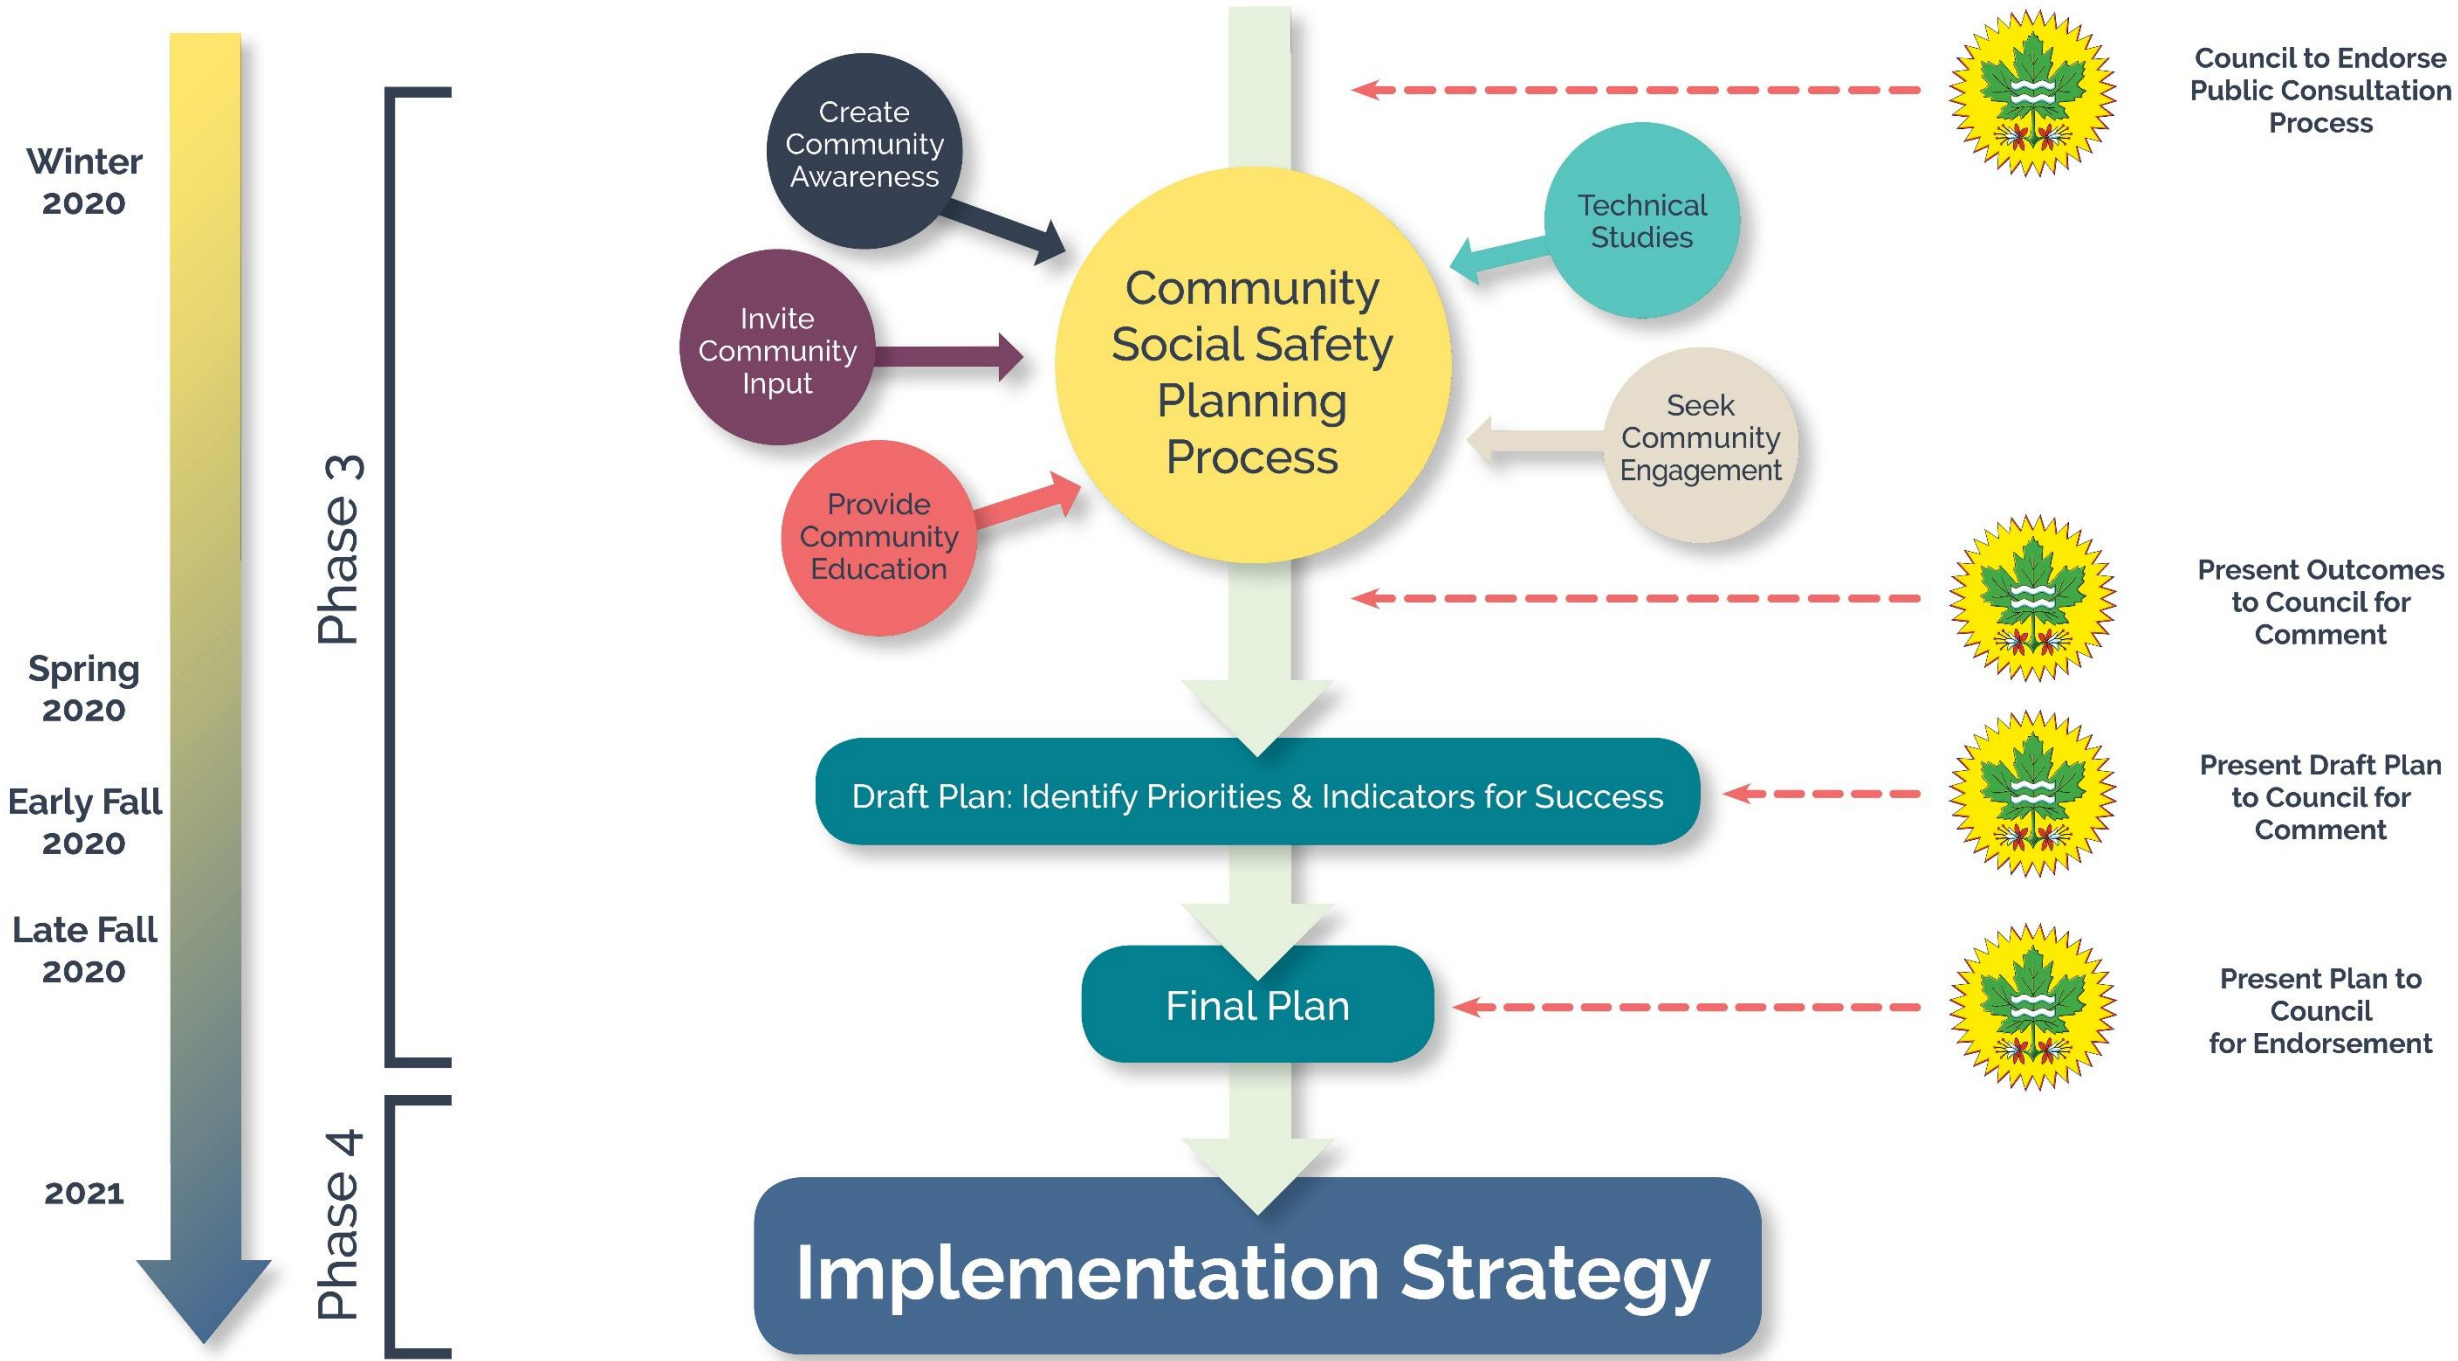 Winter
2020
Spring
2020
Early Fall
2020
Late Fall
2020
2021
Phase 3
Phase 4
Create
Community
Awareness
Invite
Community
Input
Provide
Community
Education
Community
Social Safety
Planning
Process
Technical
Studies
Seek
Community
Engagement
Draft Plan: Identify Priorities & Indicators for Success
Final Plan
Implementation Strategy
Council to Endorse
Public Consultation
Process
Present Outcomes
to Council for
Comment
Present Draft Plan
to Council for
Comment
Present Plan to
Council
for Endorsement